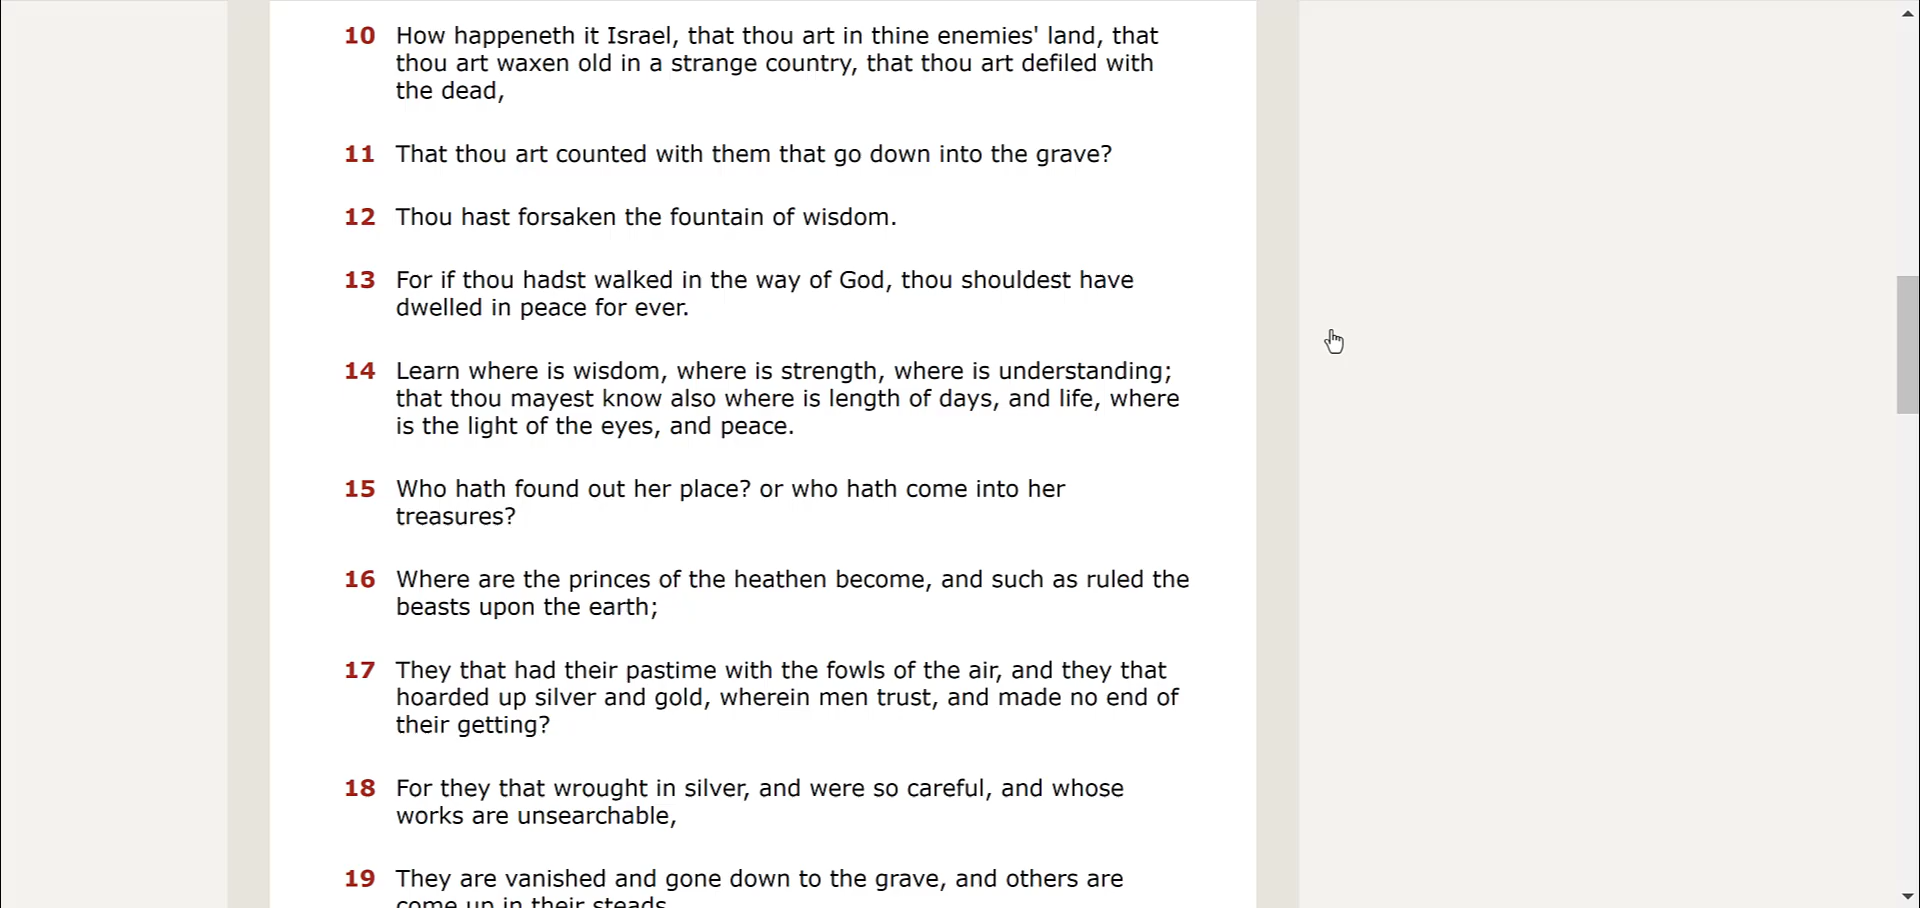 10 How happeneth it Israel, that thou art in thine enemies' land, that
thou art waxen old in a strange country, that thou art defiled with
the dead,
11 That thou art counted with them that go down into the grave?
12 Thou hast forsaken the fountain of wisdom.
13 For if thou hadst walked in the way of God, thou shouldest have
dwelled in peace for ever.
14 Learn where is wisdom, where is strength, where is understanding;
that thou mayest know also where is length of days, and life, where
is the light of the eyes, and peace.
15 Who hath found out her place? or who hath come into her
treasures?
16 Where are the princes of the heathen become, and such as ruled the
beasts upon the earth;
17 They that had their pastime with the fowls of the air, and they that
hoarded up silver and gold, wherein men trust, and made no end of
their getting?
18 For they that wrought in silver, and were so careful, and whose
works are unsearchable,
19 They are vanished and gone down to the grave, and others are
come up in their steads